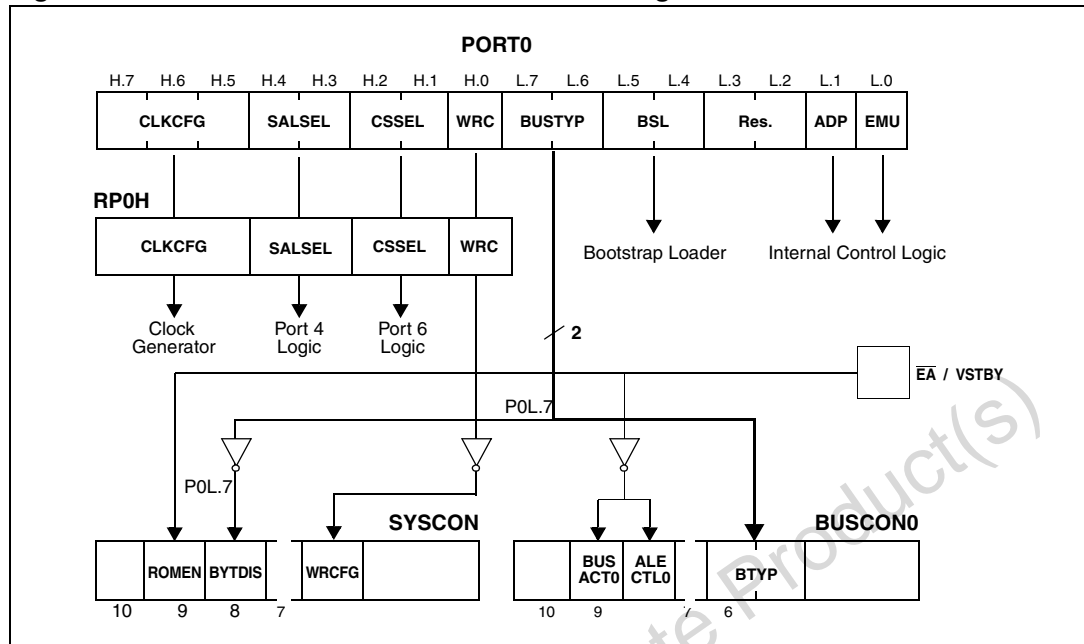 PORT0
H.7 H.6 H.5 H.4 H.3 H.2 H.1 H.0 L.7 L.6 L.5 L.4 L.3 L.2 L.1 L.0
CLKCFG SALSEL CSSEL WRC BUSTYP BSL Res. ADP EMU
RP0H
CLKCFG SALSEL CSSEL WRC
Bootstrap Loader Internal Control Logic
Clock Generator
Port 4 Logic
Port 6 Logic
2
EA / VSTBY
P0L.7
P0L.7
SYSCON BUSCON0
ROMEN BYTDIS WRCFG
BUS ACT0
ALE CTL0
BTYP
10 9 8 7 10 9 7 6
Product(s)